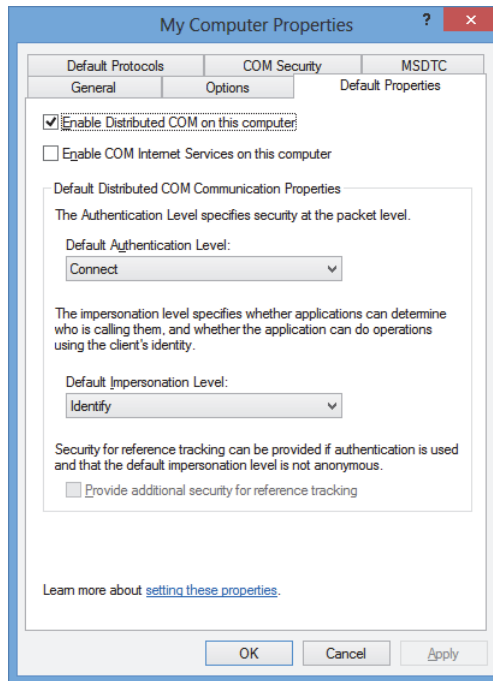 My Computer Properties
?
Default Protocols
COM Security
MSDTC
General
Options
Default Properties
Enable Distributed COM on this computer
Enable COM Internet Services on this computer
Default Distributed COM Communication Properties
The Authentication Level specifies security at the packet level.
Default Authentication Level:
Connect
The impersonation level specifies whether applications can determine
who is calling them, and whether the application can do operations
using the client's identity.
Default Impersonation Level:
Identify
Security for reference tracking can be provided if authentication is used
and that the default impersonation level is not anonymous.
Provide additional security for reference tracking
Learn more about setting these properties.
OK
Cancel
Apply